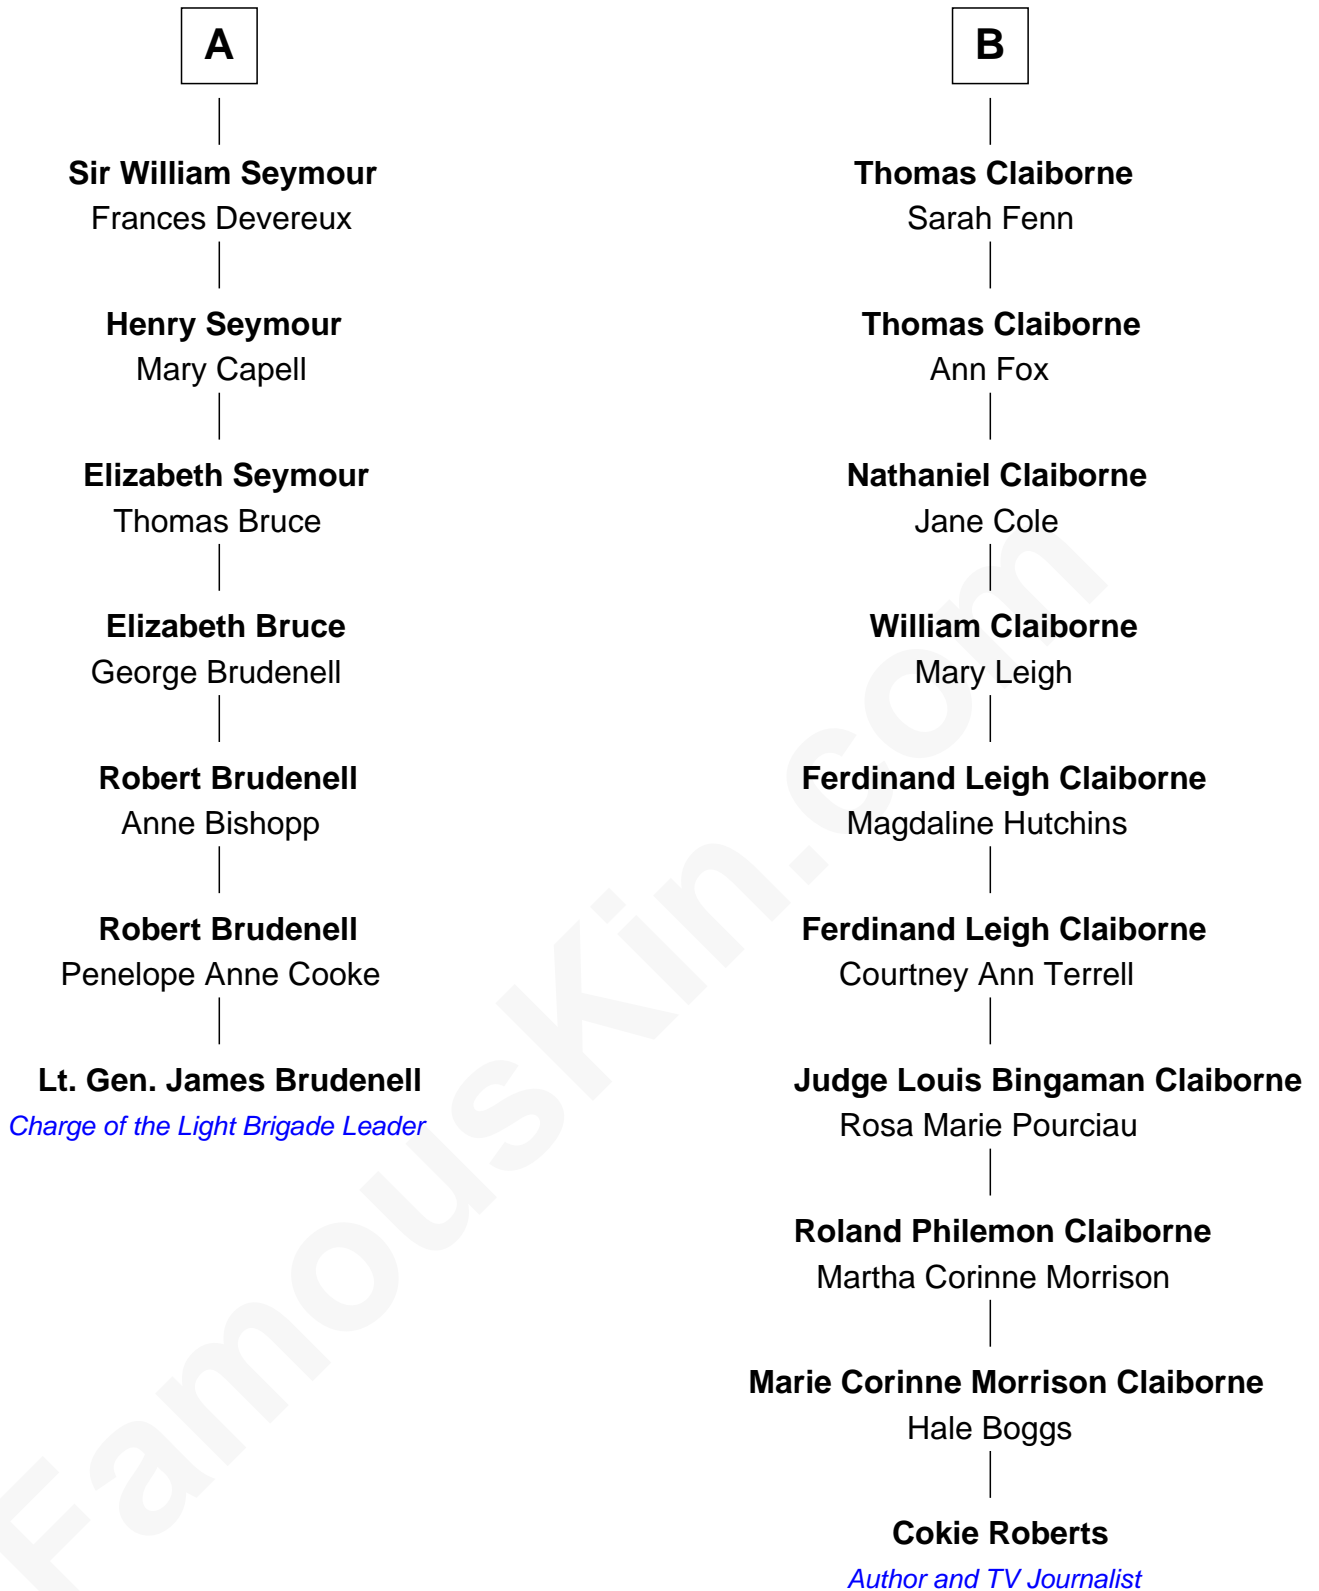 A
Sir William Seymour
Frances Devereux
Henry Seymour
Mary Capell
Elizabeth Seymour
Thomas Bruce
Elizabeth Bruce
George Brudenell
Robert Brudenell
Anne Bishopp
Robert Brudenell
Penelope Anne Cooke
Lt. Gen. James Brudenell
Charge of the Light Brigade Leader
B
Thomas Claiborne
Sarah Fenn
Thomas Claiborne
Ann Fox
Nathaniel Claiborne
Jane Cole
William Claiborne
Mary Leigh
Ferdinand Leigh Claiborne
Magdaline Hutchins
Ferdinand Leigh Claiborne
Courtney Ann Terrell
Judge Louis Bingaman Claiborne
Rosa Marie Pourciau
Roland Philemon Claiborne
Martha Corinne Morrison
Marie Corinne Morrison Claiborne
Hale Boggs
Cokie Roberts
Author and TV Journalist
FamousKin.com